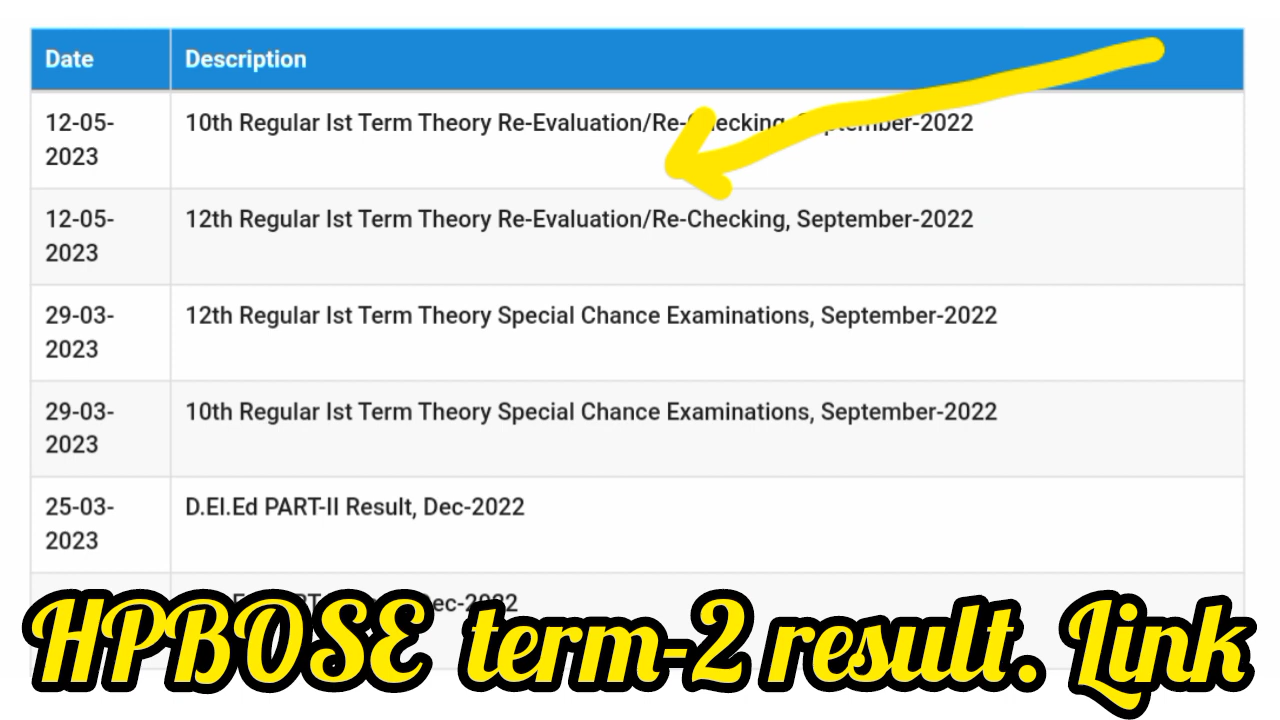 Date Description
12-05- 10th Regular Ist Term Theory Re-Evaluation/Re-Checking, September-2022
2023
12-05- 12th Regular Ist Term Theory Re-Evaluation/Re-Checking, September-2022
2023
29-03- 12th Regular Ist Term Theory Special Chance Examinations, September-2022
2023
29-03- 10th Regular Ist Term Theory Special Chance Examinations, September-2022
2023
25-03- D.El.Ed PART-II Result, Dec-2022
2023
HPBOSE term-2 result. Link